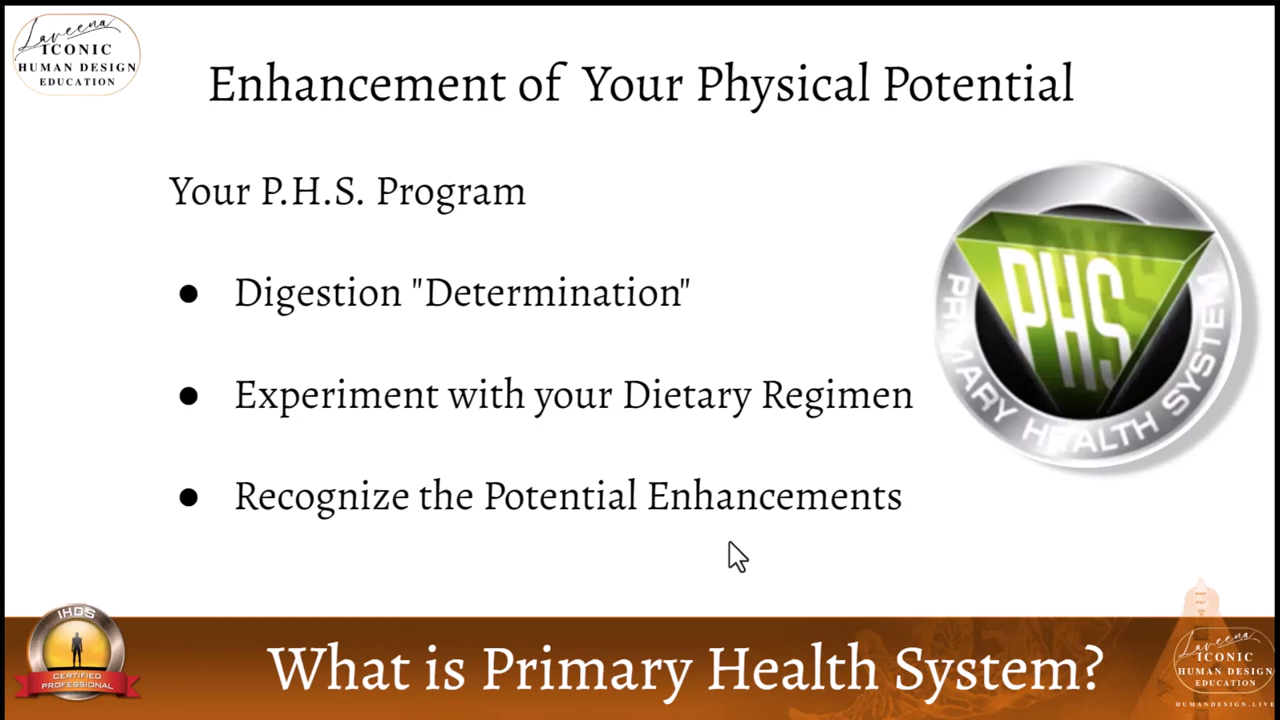 Laveena
ICONIC
HUMAN DESIGN
EDUCATION
Enhancement of Your Physical Potential
Your P.H.S. Program
● Digestion "Determination"
● Experiment with your Dietary Regimen
● Recognize the Potential Enhancements
PHS
PRIMARY HEALTH SYSTEM
IHDS
CERTIFIED
PROFESSIONAL
What is Primary Health System?
Laveena
ICONIC
HUMAN DESIGN
EDUCATION
HUMANDESIGN.LIVE